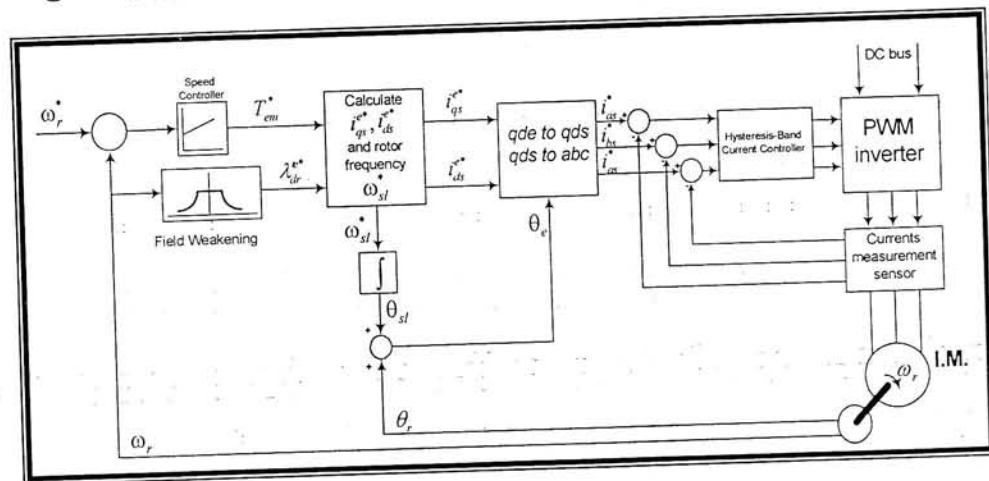 DC bus
Speed
Controller
ω*r
T*em
Calculate
i^e*qs, i^e*ds
and rotor
frequency
ω*sl
i^e*qs
i^e*ds
qde to qds
qds to abc
i*as
i*bs
i*as
+
-
+
-
+
-
Hysteresis-Band
Current Controller
PWM
inverter
λ^e*dr
Field Weakening
ω*sl
∫
θsl
+
+
θe
Currents
measurement
sensor
I.M.
ωr
θr
ωr